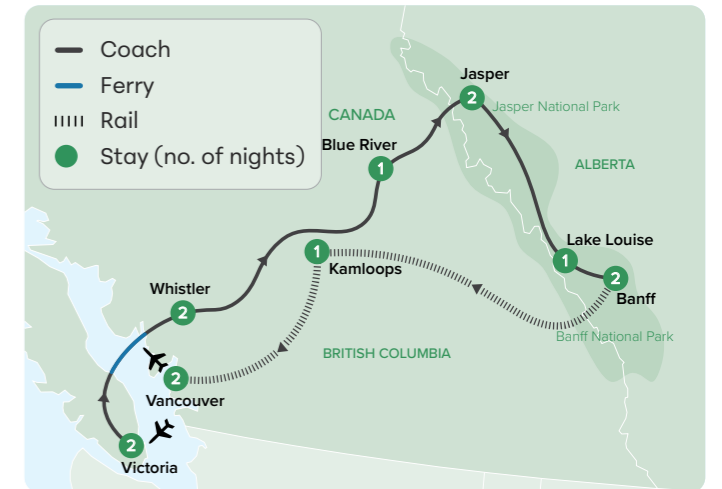 Coach
Ferry
Rail
Stay (no. of nights)
Jasper
2
Jasper National Park
CANADA
Blue River
1
ALBERTA
Lake Louise
1
2
Banff
1
Kamloops
Whistler
2
Banff National Park
BRITISH COLUMBIA
2
Vancouver
2
Victoria